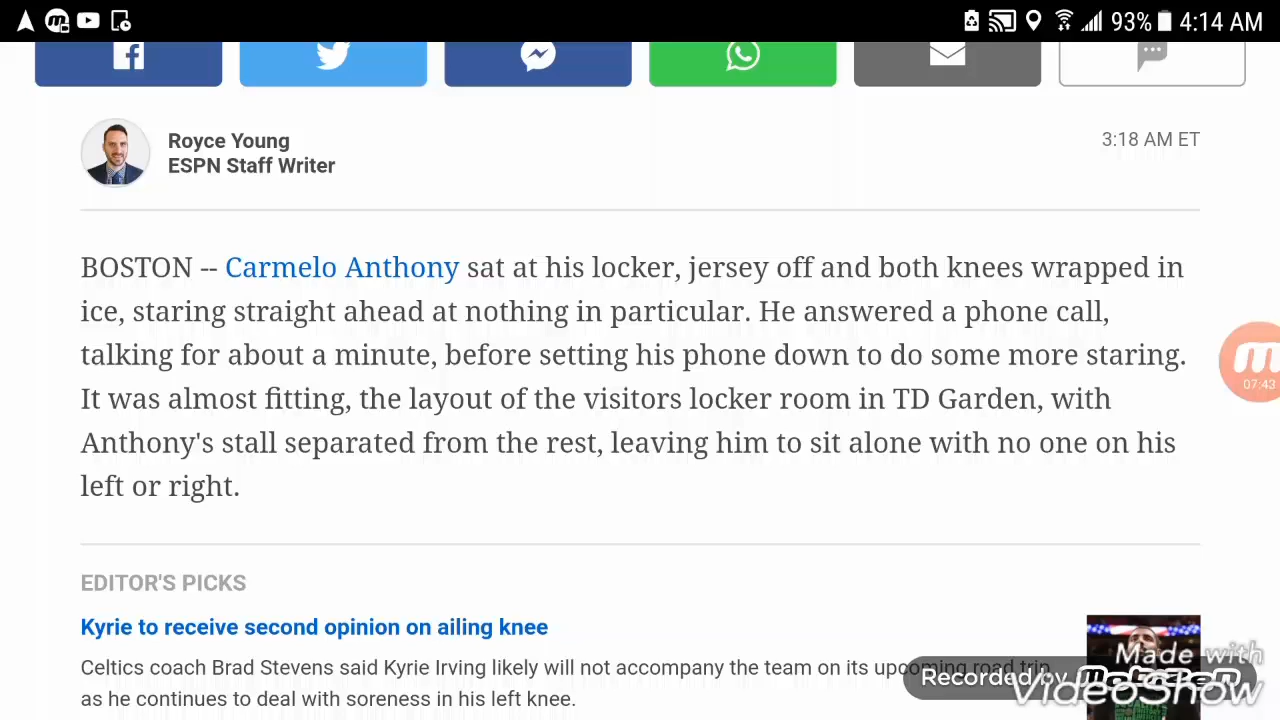 93% 4:14 AM
Royce Young
3:18 AM ET
ESPN Staff Writer
BOSTON -- Carmelo Anthony sat at his locker, jersey off and both knees wrapped in
ice, staring straight ahead at nothing in particular. He answered a phone call,
talking for about a minute, before setting his phone down to do some more staring.
It was almost fitting, the layout of the visitors locker room in TD Garden, with
Anthony's stall separated from the rest, leaving him to sit alone with no one on his
left or right.
07:43
EDITOR'S PICKS
Kyrie to receive second opinion on ailing knee
Celtics coach Brad Stevens said Kyrie Irving likely will not accompany the team on its upcoming road trip
as he continues to deal with soreness in his left knee.
Made with
Recorded by
VideoShow